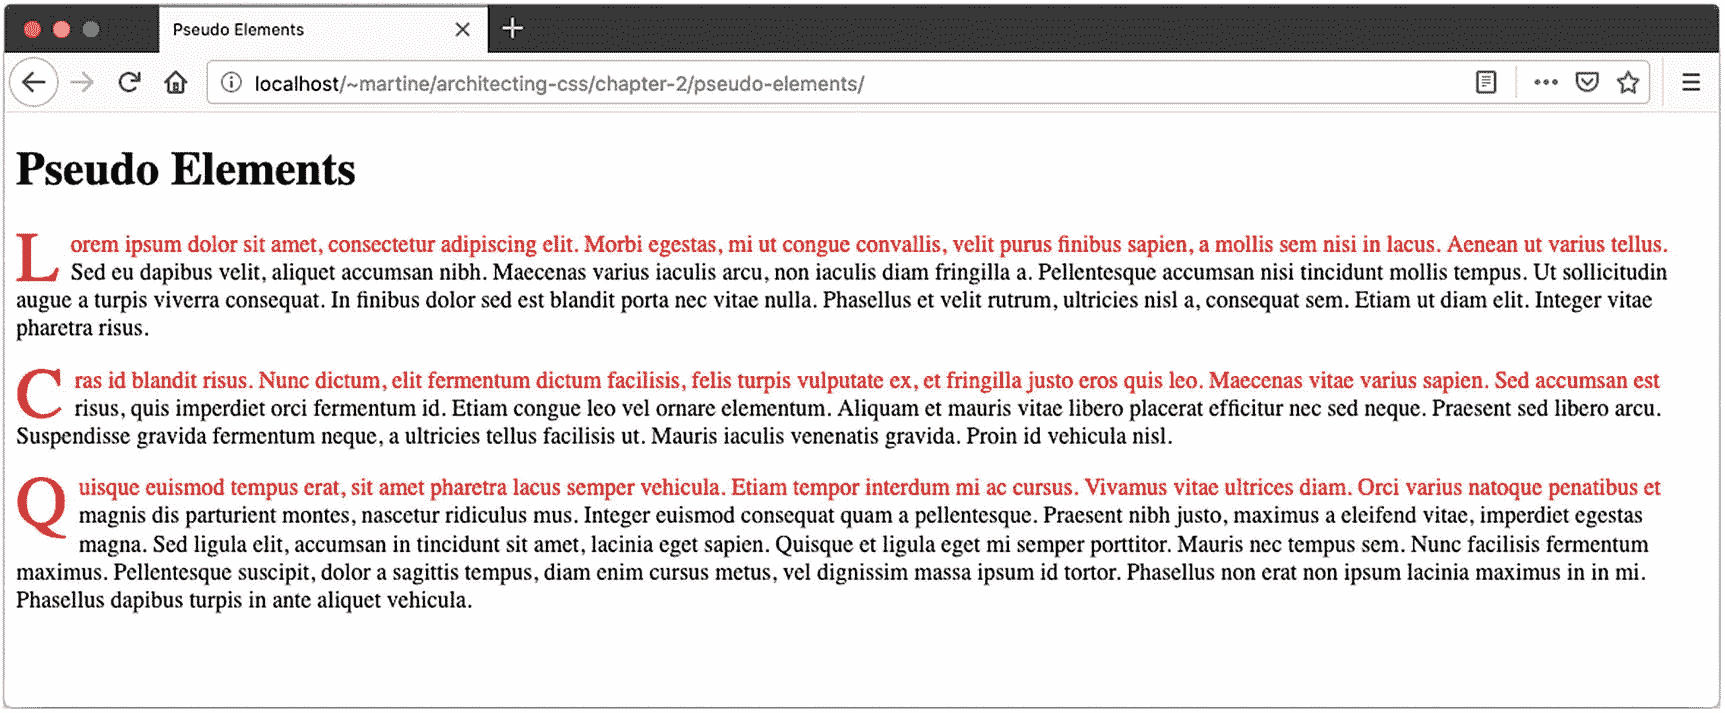 Pseudo Elements
localhost/~martine/architecting-css/chapter-2/pseudo-elements/
Pseudo Elements
Lorem ipsum dolor sit amet, consectetur adipiscing elit. Morbi egestas, mi ut congue convallis, velit purus finibus sapien, a mollis sem nisi in lacus. Aenean ut varius tellus.
Sed eu dapibus velit, aliquet accumsan nibh. Maecenas varius iaculis arcu, non iaculis diam fringilla a. Pellentesque accumsan nisi tincidunt mollis tempus. Ut sollicitudin
augue a turpis viverra consequat. In finibus dolor sed est blandit porta nec vitae nulla. Phasellus et velit rutrum, ultricies nisl a, consequat sem. Etiam ut diam elit. Integer vitae
pharetra risus.
Cras id blandit risus. Nunc dictum, elit fermentum dictum facilisis, felis turpis vulputate ex, et fringilla justo eros quis leo. Maecenas vitae varius sapien. Sed accumsan est
risus, quis imperdiet orci fermentum id. Etiam congue leo vel ornare elementum. Aliquam et mauris vitae libero placerat efficitur nec sed neque. Praesent sed libero arcu.
Suspendisse gravida fermentum neque, a ultricies tellus facilisis ut. Mauris iaculis venenatis gravida. Proin id vehicula nisl.
Quisque euismod tempus erat, sit amet pharetra lacus semper vehicula. Etiam tempor interdum mi ac cursus. Vivamus vitae ultrices diam. Orci varius natoque penatibus et
magnis dis parturient montes, nascetur ridiculus mus. Integer euismod consequat quam a pellentesque. Praesent nibh justo, maximus a eleifend vitae, imperdiet egestas
magna. Sed ligula elit, accumsan in tincidunt sit amet, lacinia eget sapien. Quisque et ligula eget mi semper porttitor. Mauris nec tempus sem. Nunc facilisis fermentum
maximus. Pellentesque suscipit, dolor a sagittis tempus, diam enim cursus metus, vel dignissim massa ipsum id tortor. Phasellus non erat non ipsum lacinia maximus in in mi.
Phasellus dapibus turpis in ante aliquet vehicula.